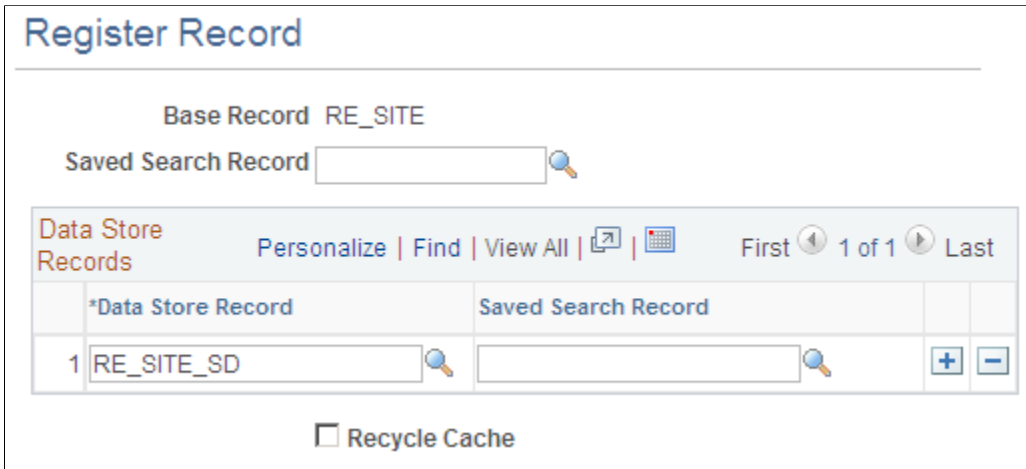 Register Record
Base Record RE_SITE
Saved Search Record
Data Store Records Personalize | Find | View All | | First 1 of 1 Last
*Data Store Record Saved Search Record
1 RE_SITE_SD
Recycle Cache